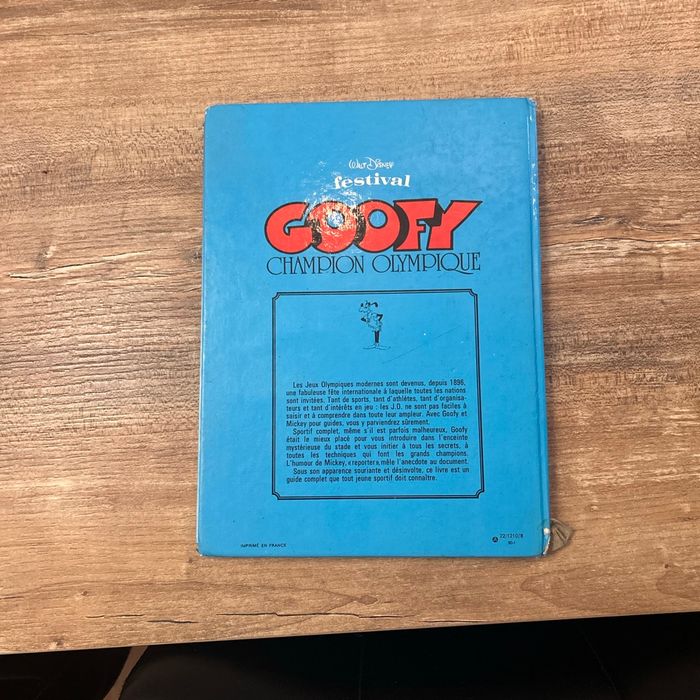 Walt Disney
festival
GOOFY
CHAMPION OLYMPIQUE
Les Jeux Olympiques modernes sont devenus, depuis 1896,
une fabuleuse fête internationale à laquelle toutes les nations
sont invitées. Tant de sports, tant d'athlètes, tant d'organisa-
teurs et tant d'intérêts en jeu : les J.O. ne sont pas faciles à
saisir et à comprendre dans toute leur ampleur. Avec Goofy et
Mickey pour guides, vous y parviendrez sûrement.
Sportif complet, même s'il est parfois malheureux, Goofy
était le mieux placé pour vous introduire dans l'enceinte
mystérieuse du stade et vous initier à tous les secrets, à
toutes les techniques qui font les grands champions.
L'humour de Mickey, « reporter », mêle l'anecdote au document.
Sous son apparence souriante et désinvolte, ce livre est un
guide complet que tout jeune sportif doit connaître.
IMPRIMÉ EN FRANCE
22/1210/8